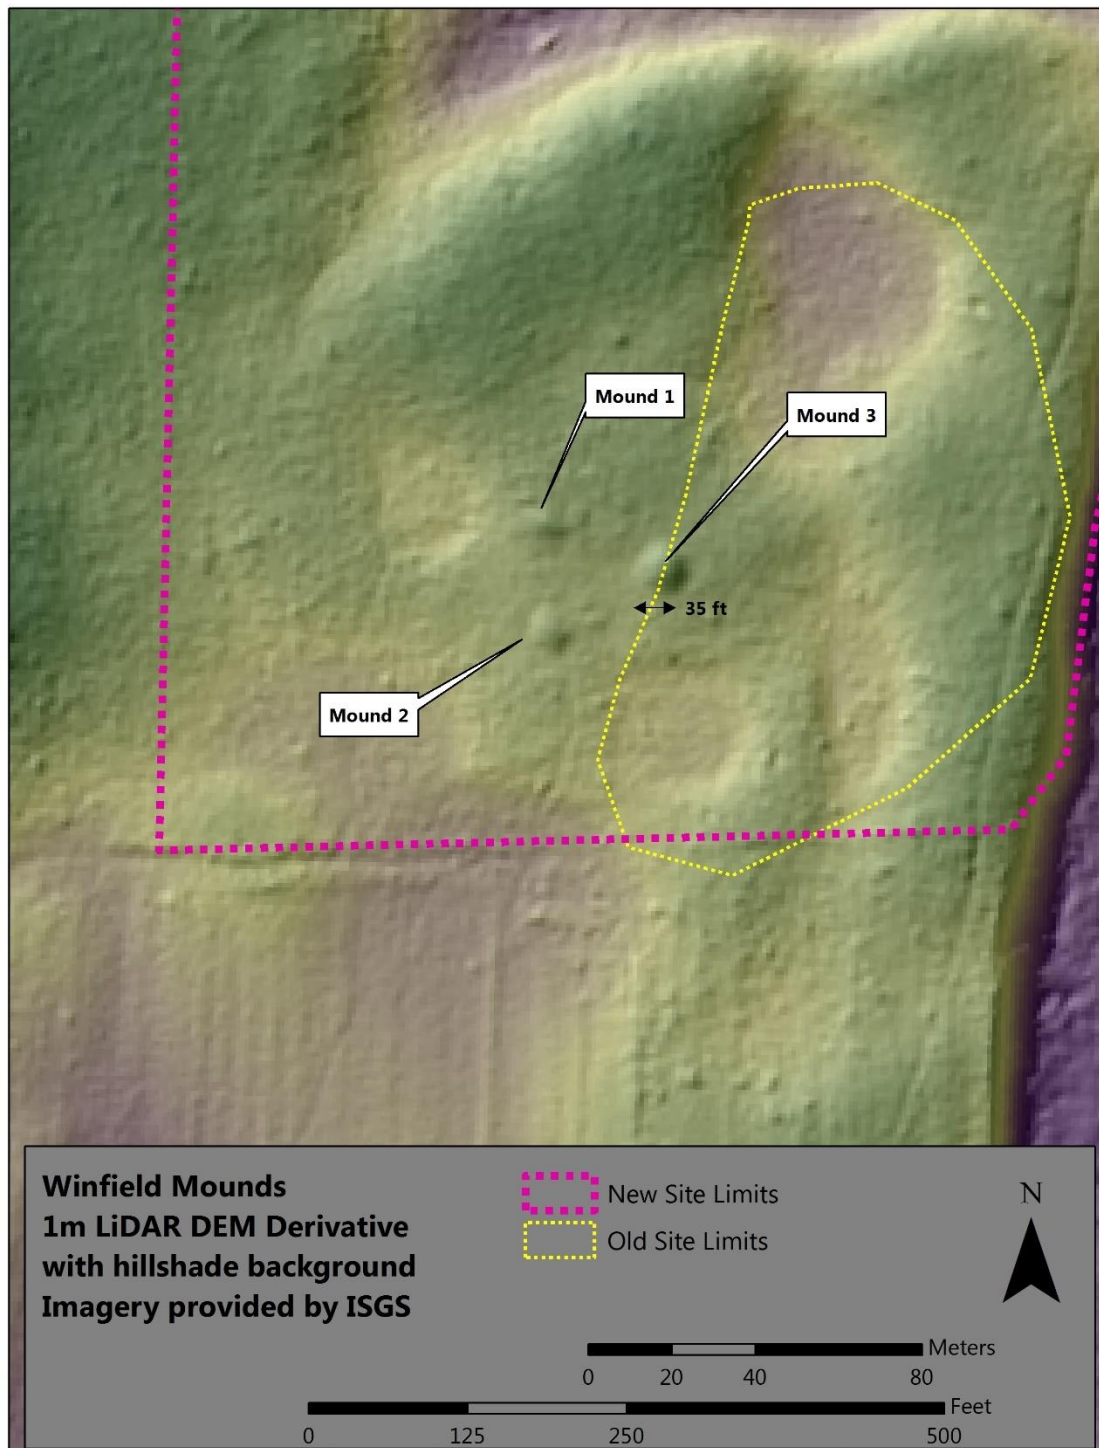 Mound 1
Mound 3
35 ft
Mound 2
Winfield Mounds
1m LiDAR DEM Derivative
with hillshade background
Imagery provided by ISGS
New Site Limits
Old Site Limits
N
Meters
0 20 40 80
Feet
0 125 250 500